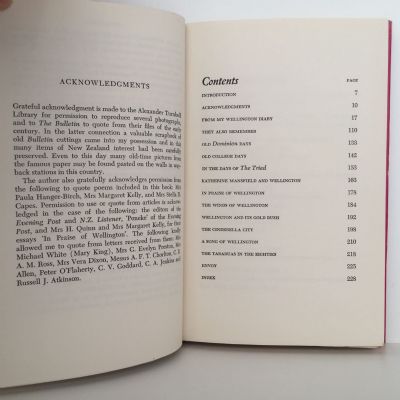 ACKNOWLEDGMENTS
Grateful acknowledgment is made to the Alexander Turnbull
Library for permission to reproduce several photographs,
and to The Bulletin to quote from their files of the early
century. In the latter connection a valuable scrapbook of
old Bulletin cuttings came into my possession and in this
many items of New Zealand interest had been merely
preserved. Even to this day many old-time pictures from
the famous paper may be found pasted on the walls in way-
back stations in this country.
The author also gratefully acknowledges permission from
the following to quote poems included in this book
Paula Hanger-Birch, Mrs Margaret Kelly, and Mrs Stella B.
Capes. Permission to use or quote from articles is acknow-
ledged in the case of the following: the editors of the
Evening Post and N.Z. Listener, 'Poneke' of the Evening
Post, and Mrs H. Quinn and Mrs Margaret Kelly, for their
essays 'In Praise of Wellington'. The following kindly
allowed me to quote from letters received from them: Mrs
Michael White (Mary King), Mrs G. Evelyn Preston, Mrs
A. M. Ross, Mrs Vera Dixon, Messrs A. F. T. Chorlton, C. R.
Allen, Peter O'Flaherty, C. V. Goddard, C. A. Jenkins and
Russell J. Atkinson.
Contents
PAGE
INTRODUCTION 7
ACKNOWLEDGMENTS 10
FROM MY WELLINGTON DIARY 17
THEY ALSO REMEMBER 110
OLD Dominion DAYS 133
OLD COLLEGE DAYS 142
IN THE DAYS OF The Triad 153
KATHERINE MANSFIELD AND WELLINGTON 165
IN PRAISE OF WELLINGTON 178
THE WINDS OF WELLINGTON 190
WELLINGTON AND ITS GOLD RUSH 192
THE CINDERELLA CITY 198
A SONG OF WELLINGTON 215
THE TARARUAS IN THE EIGHTIES 218
ENVOY 225
INDEX 228